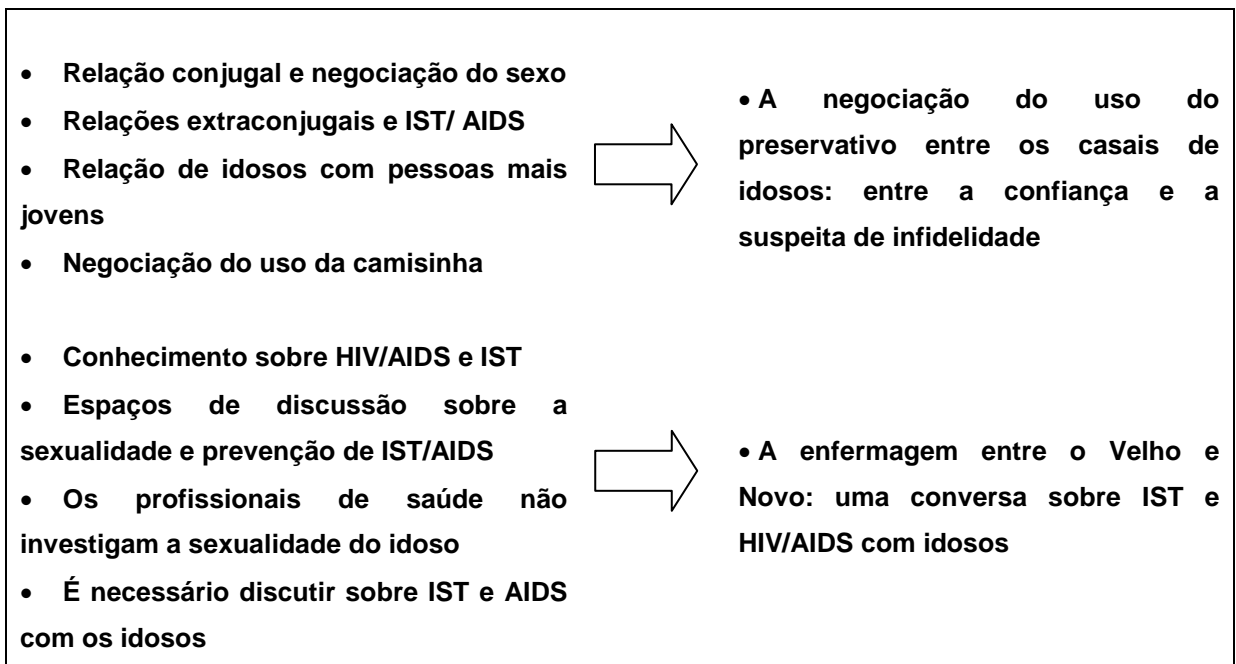 • Relação conjugal e negociação do sexo
• Relações extraconjugais e IST/ AIDS
• Relação de idosos com pessoas mais
jovens
• Negociação do uso da camisinha
• A negociação do uso do
preservativo entre os casais de
idosos: entre a confiança e a
suspeita de infidelidade
• Conhecimento sobre HIV/AIDS e IST
• Espaços de discussão sobre a
sexualidade e prevenção de IST/AIDS
• Os profissionais de saúde não
investigam a sexualidade do idoso
• É necessário discutir sobre IST e AIDS
com os idosos
• A enfermagem entre o Velho e
Novo: uma conversa sobre IST e
HIV/AIDS com idosos